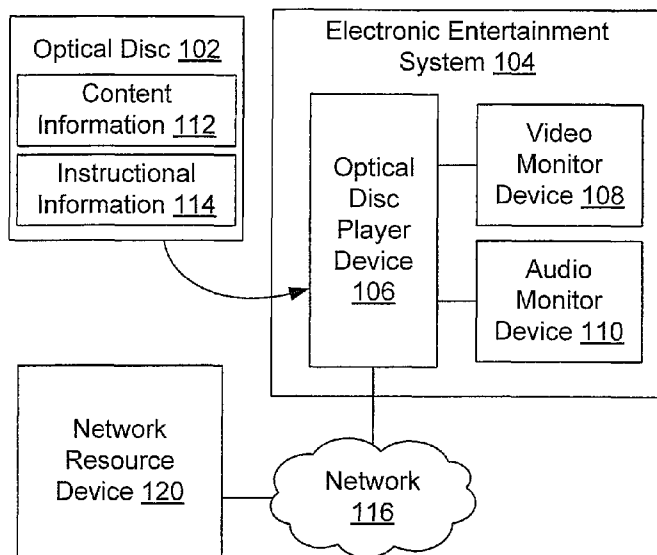 Optical Disc 102
Content
Information 112
Instructional
Information 114
Electronic Entertainment
System 104
Optical
Disc
Player
Device
106
Video
Monitor
Device 108
Audio
Monitor
Device 110
Network
Resource
Device 120
Network
116